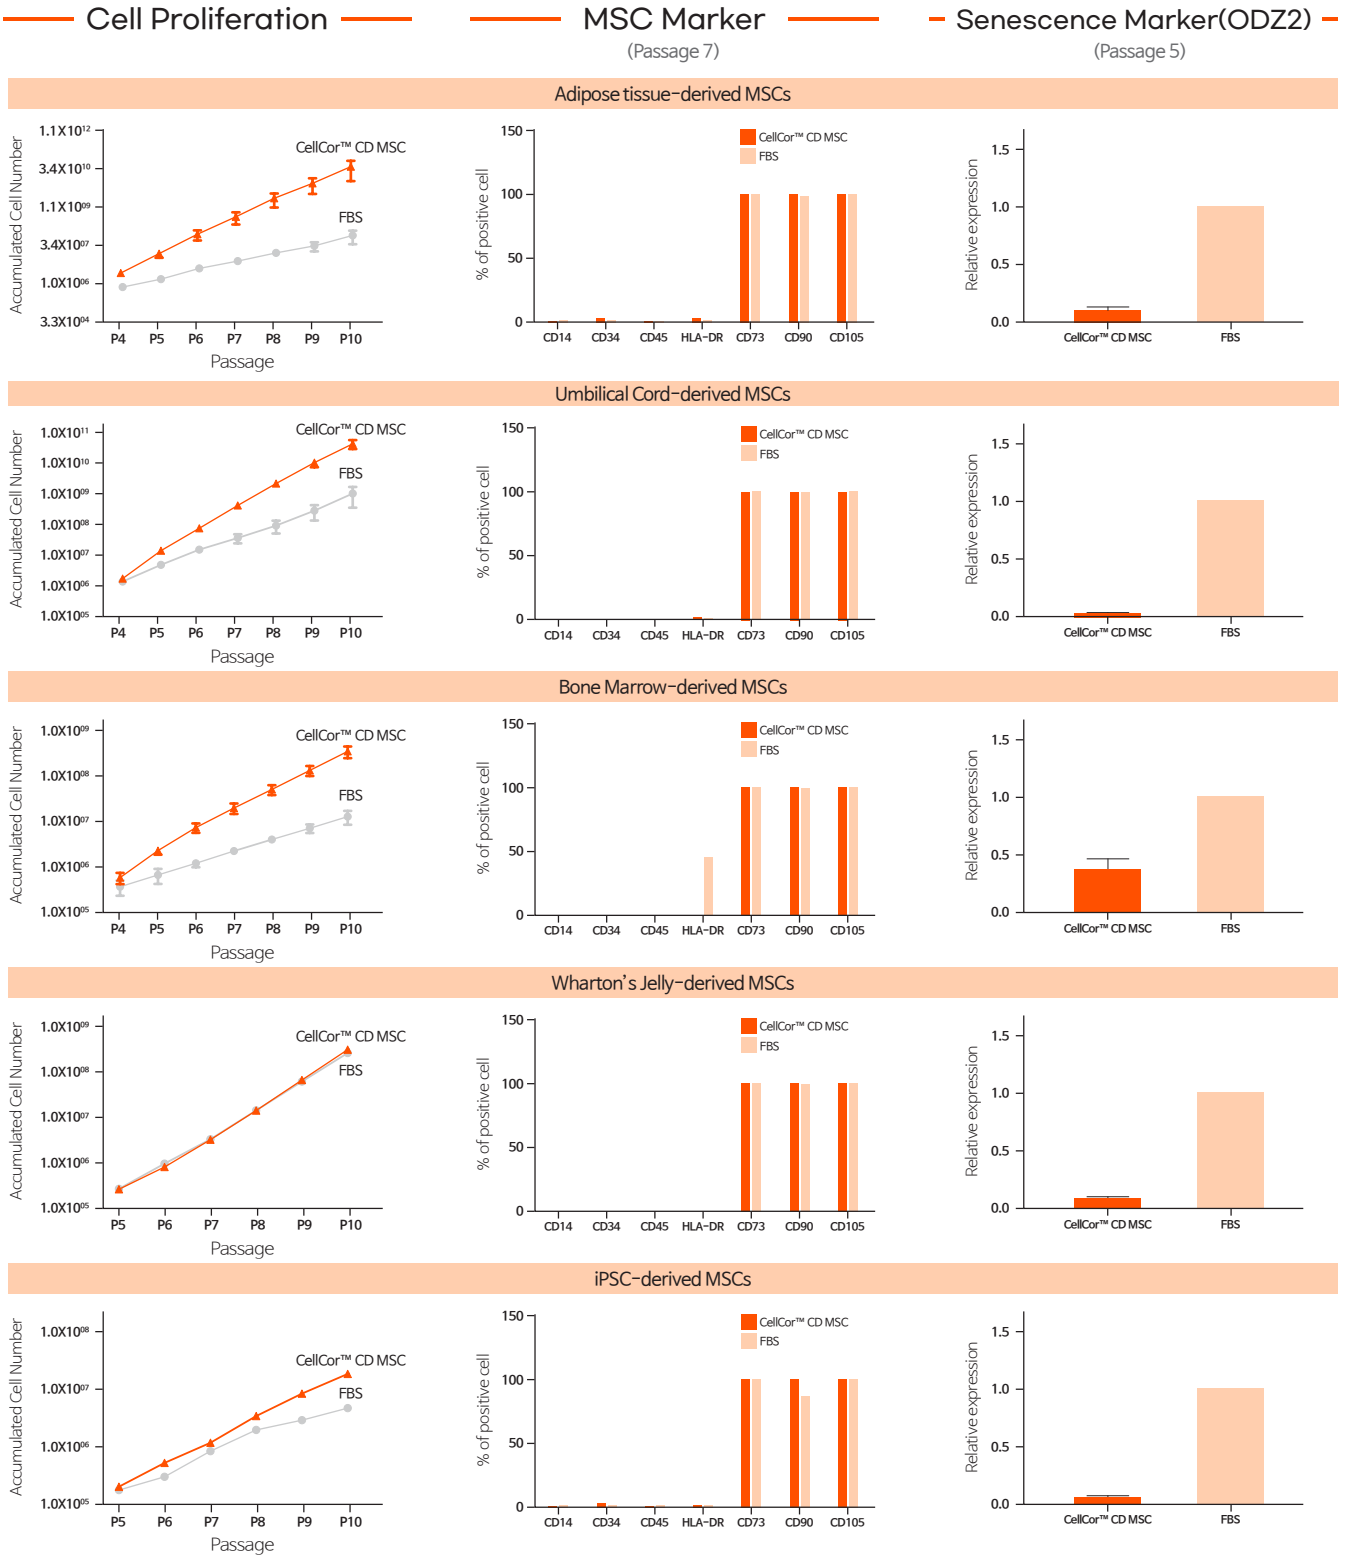 Cell Proliferation
MSC Marker
(Passage 7)
Senescence Marker(ODZ2)
(Passage 5)
Adipose tissue-derived MSCs
Accumulated Cell Number
1.1X10¹²
3.4X10¹⁰
1.1X10⁰⁹
3.4X10⁰⁷
1.0X10⁰⁶
3.3X10⁰⁴
CellCor™ CD MSC
FBS
P4 P5 P6 P7 P8 P9 P10
Passage
% of positive cell
150
100
50
0
CellCor™ CD MSC
FBS
CD14 CD34 CD45 HLA-DR CD73 CD90 CD105
Relative expression
1.5
1.0
0.5
0.0
CellCor™ CD MSC FBS
Umbilical Cord-derived MSCs
Accumulated Cell Number
1.0X10¹¹
1.0X10¹⁰
1.0X10⁰⁹
1.0X10⁰⁸
1.0X10⁰⁷
1.0X10⁰⁶
1.0X10⁰⁵
CellCor™ CD MSC
FBS
P4 P5 P6 P7 P8 P9 P10
Passage
% of positive cell
150
100
50
0
CellCor™ CD MSC
FBS
CD14 CD34 CD45 HLA-DR CD73 CD90 CD105
Relative expression
1.5
1.0
0.5
0.0
CellCor™ CD MSC FBS
Bone Marrow-derived MSCs
Accumulated Cell Number
1.0X10⁰⁹
1.0X10⁰⁸
1.0X10⁰⁷
1.0X10⁰⁶
1.0X10⁰⁵
CellCor™ CD MSC
FBS
P4 P5 P6 P7 P8 P9 P10
Passage
% of positive cell
150
100
50
0
CellCor™ CD MSC
FBS
CD14 CD34 CD45 HLA-DR CD73 CD90 CD105
Relative expression
1.5
1.0
0.5
0.0
CellCor™ CD MSC FBS
Wharton's Jelly-derived MSCs
Accumulated Cell Number
1.0X10⁰⁹
1.0X10⁰⁸
1.0X10⁰⁷
1.0X10⁰⁶
1.0X10⁰⁵
CellCor™ CD MSC
FBS
P5 P6 P7 P8 P9 P10
Passage
% of positive cell
150
100
50
0
CellCor™ CD MSC
FBS
CD14 CD34 CD45 HLA-DR CD73 CD90 CD105
Relative expression
1.5
1.0
0.5
0.0
CellCor™ CD MSC FBS
iPSC-derived MSCs
Accumulated Cell Number
1.0X10⁰⁸
1.0X10⁰⁷
1.0X10⁰⁶
1.0X10⁰⁵
CellCor™ CD MSC
FBS
P5 P6 P7 P8 P9 P10
Passage
% of positive cell
150
100
50
0
CellCor™ CD MSC
FBS
CD14 CD34 CD45 HLA-DR CD73 CD90 CD105
Relative expression
1.5
1.0
0.5
0.0
CellCor™ CD MSC FBS